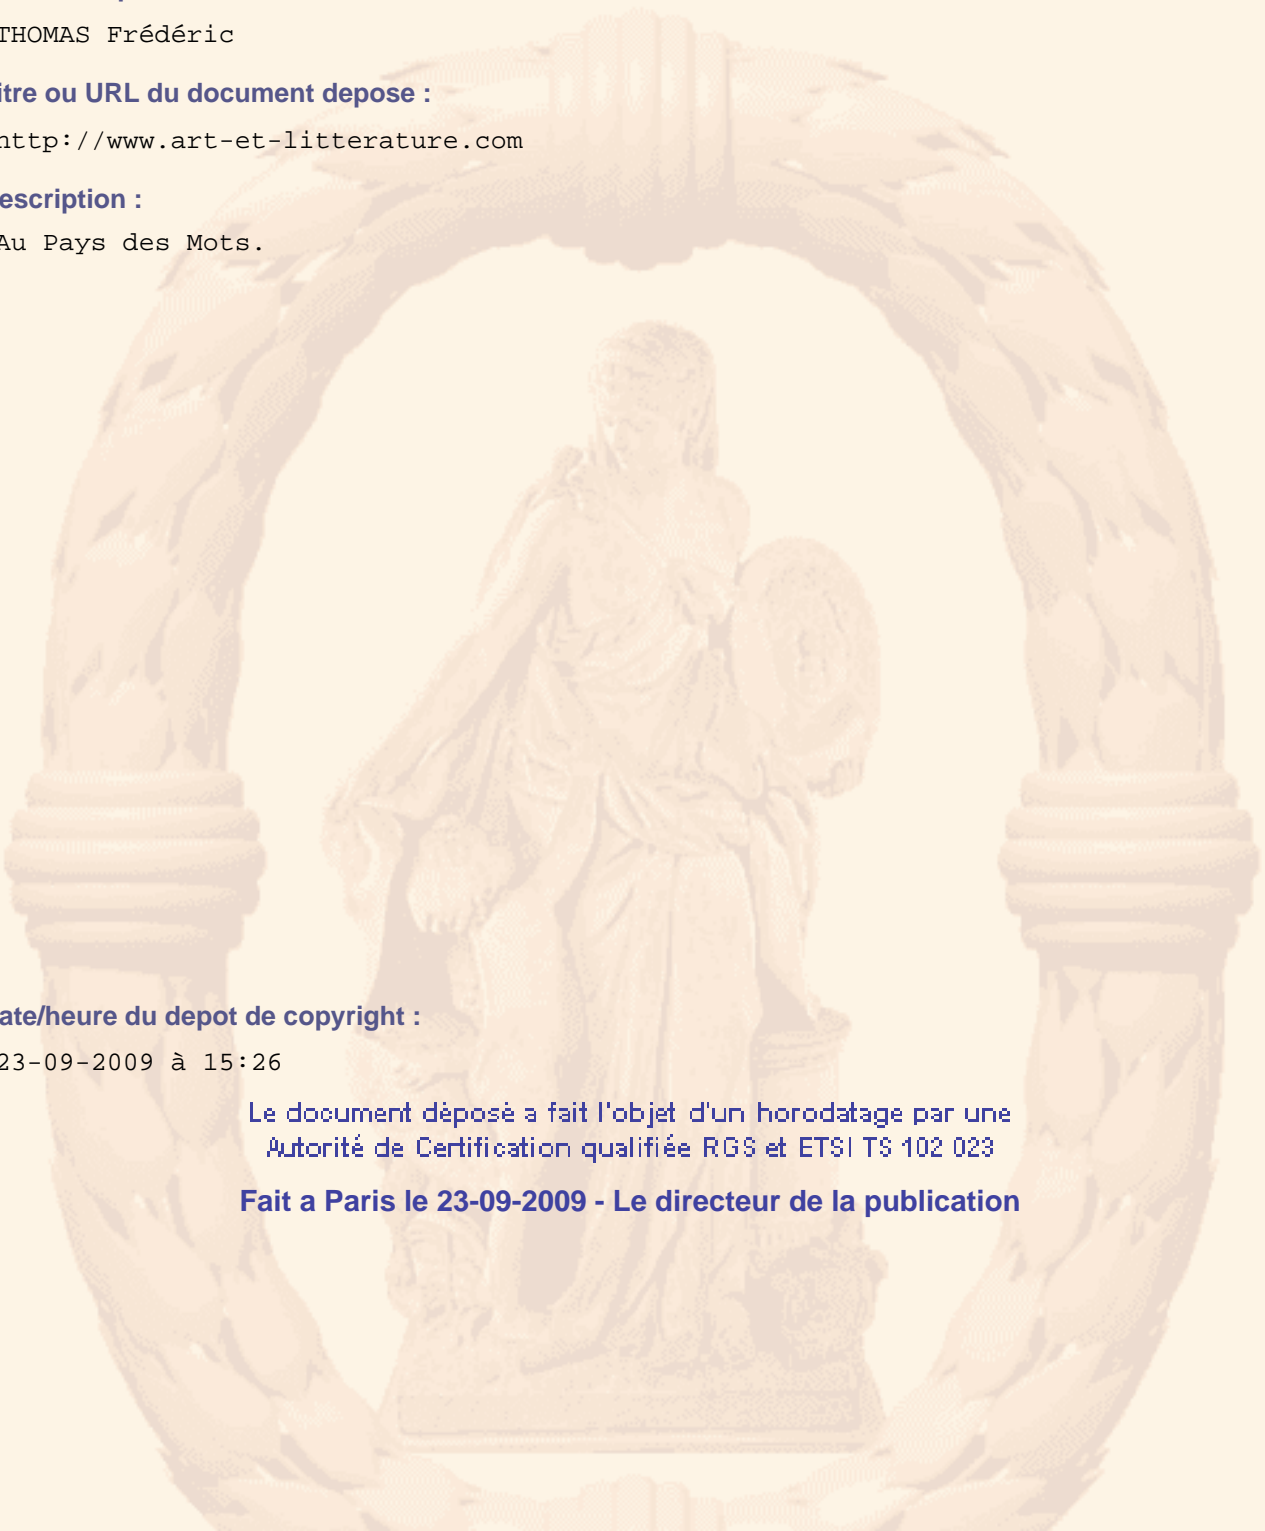 THOMAS Frédéric
itre ou URL du document depose :
http://www.art-et-litterature.com
escription :
Au Pays des Mots.
ate/heure du depot de copyright :
23-09-2009 à 15:26
Le document déposé a fait l'objet d'un horodatage par une
Autorité de Certification qualifiée RGS et ETSI TS 102 023
Fait a Paris le 23-09-2009 - Le directeur de la publication